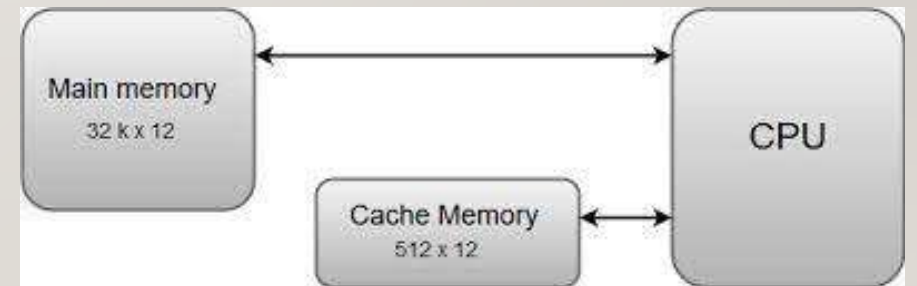 Main memory
32 k x 12
CPU
Cache Memory
512 x 12